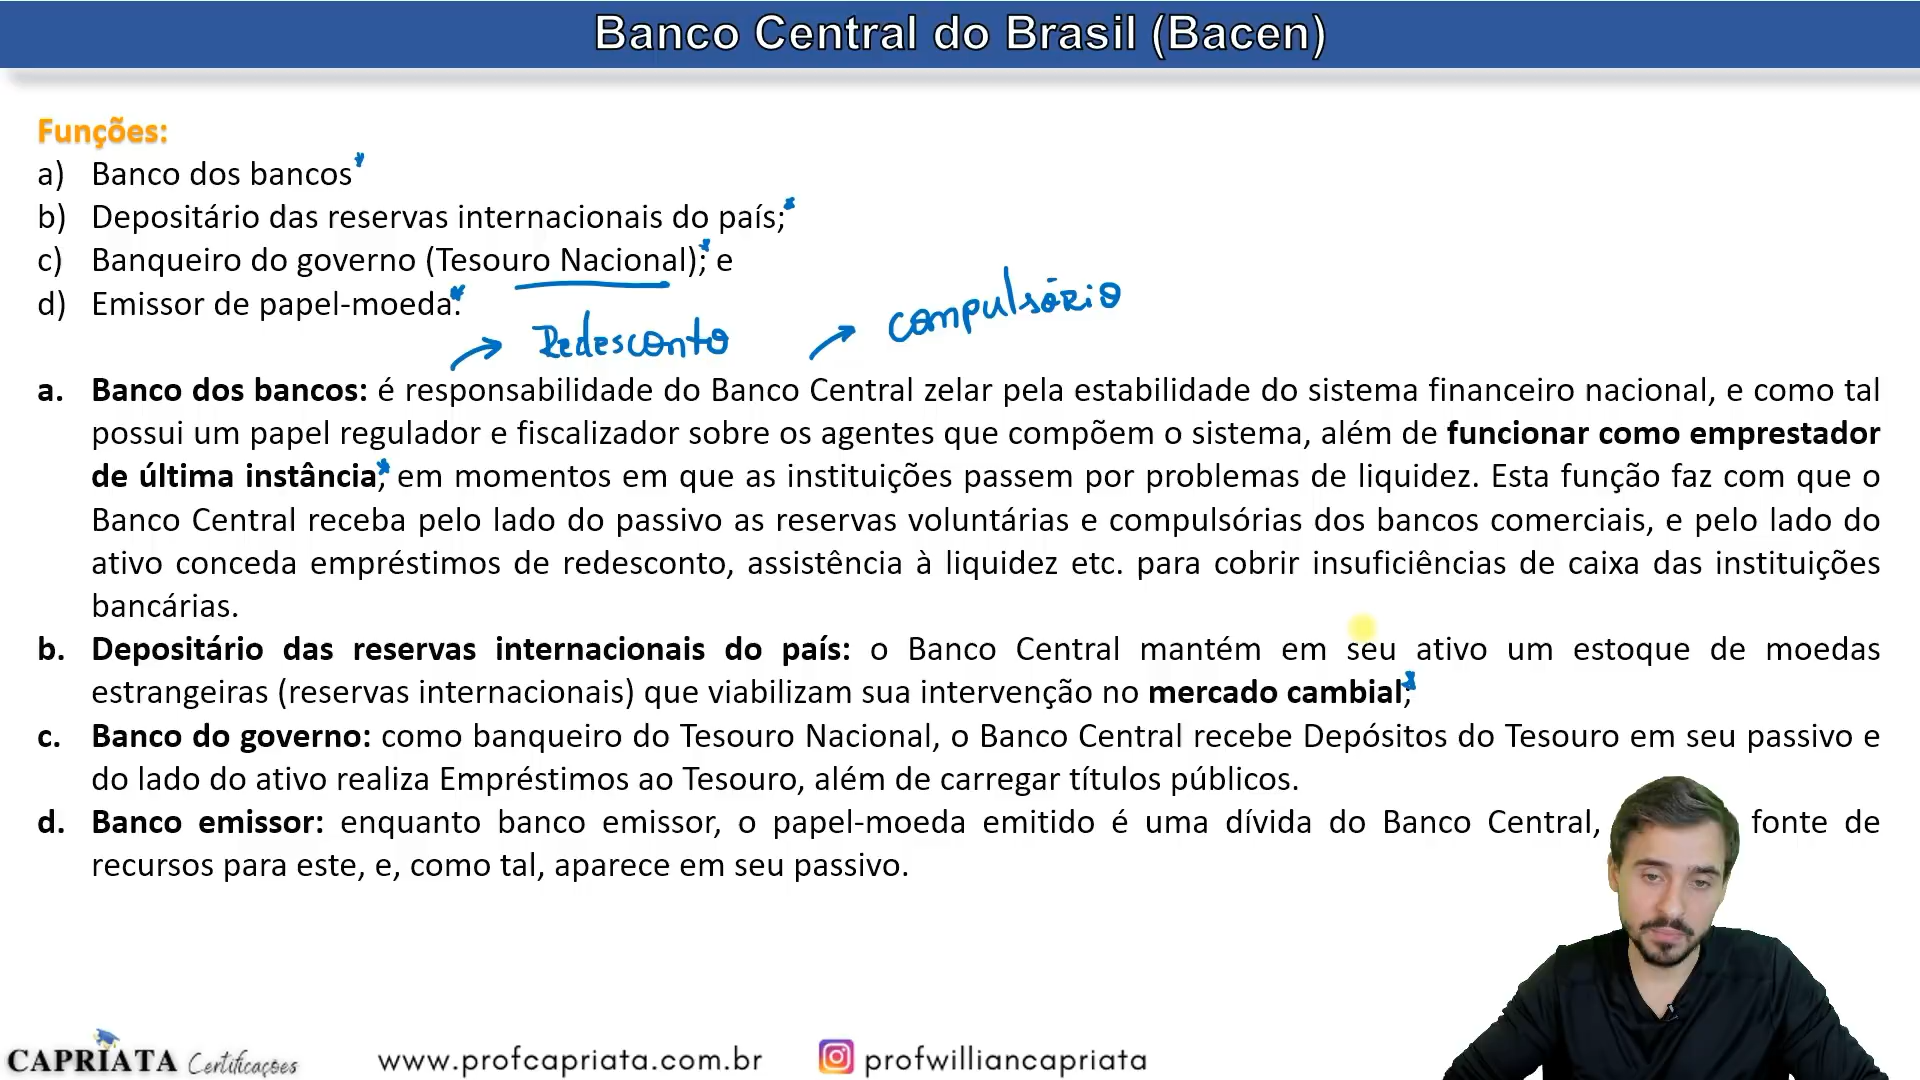 Banco Central do Brasil (Bacen)
Funções:
a) Banco dos bancos
b) Depositário das reservas internacionais do país;
c) Banqueiro do governo (Tesouro Nacional); e
d) Emissor de papel-moeda.
Redesconto
compulsório
a. Banco dos bancos: é responsabilidade do Banco Central zelar pela estabilidade do sistema financeiro nacional, e como tal
possui um papel regulador e fiscalizador sobre os agentes que compõem o sistema, além de funcionar como emprestador
de última instância, em momentos em que as instituições passem por problemas de liquidez. Esta função faz com que o
Banco Central receba pelo lado do passivo as reservas voluntárias e compulsórias dos bancos comerciais, e pelo lado do
ativo conceda empréstimos de redesconto, assistência à liquidez etc. para cobrir insuficiências de caixa das instituições
bancárias.
b. Depositário das reservas internacionais do país: o Banco Central mantém em seu ativo um estoque de moedas
estrangeiras (reservas internacionais) que viabilizam sua intervenção no mercado cambial;
c. Banco do governo: como banqueiro do Tesouro Nacional, o Banco Central recebe Depósitos do Tesouro em seu passivo e
do lado do ativo realiza Empréstimos ao Tesouro, além de carregar títulos públicos.
d. Banco emissor: enquanto banco emissor, o papel-moeda emitido é uma dívida do Banco Central, fonte de
recursos para este, e, como tal, aparece em seu passivo.
CAPRIATA Certificações www.profcapriata.com.br profwilliancapriata